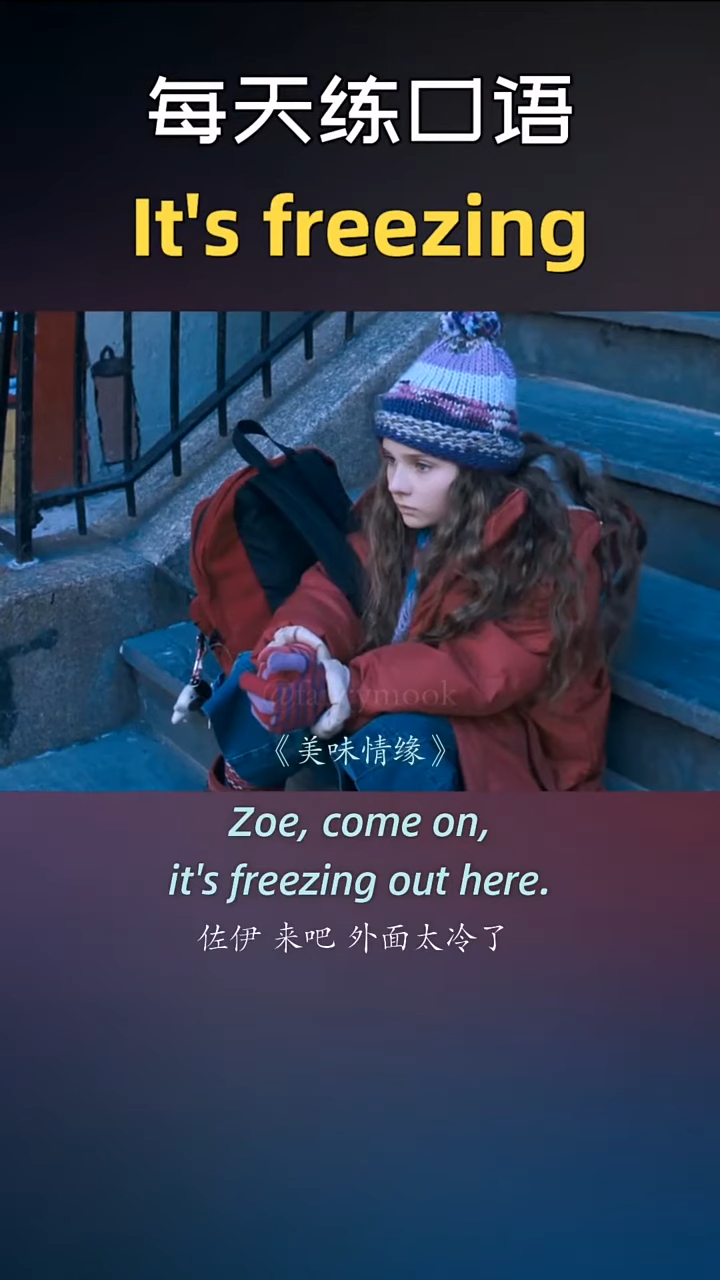 每天练口语
It's freezing
《美味情缘》
Zoe, come on,
it's freezing out here.
佐伊 来吧 外面太冷了